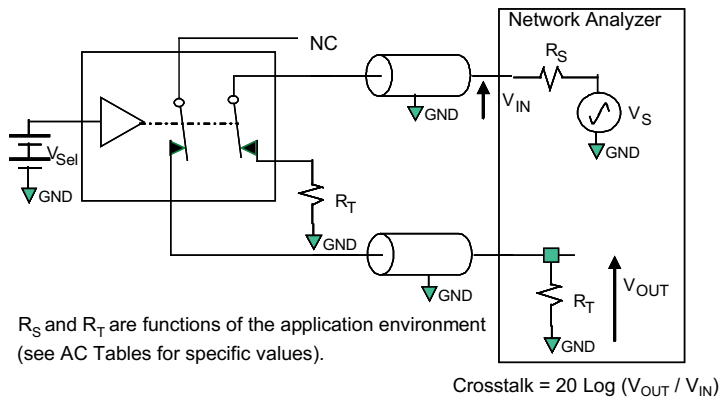 Network Analyzer
NC
R_S
V_IN
V_S
GND
GND
V_Sel
GND
R_T
GND
GND
R_T
V_OUT
GND
R_S and R_T are functions of the application environment
(see AC Tables for specific values).
Crosstalk = 20 Log (V_OUT / V_IN)